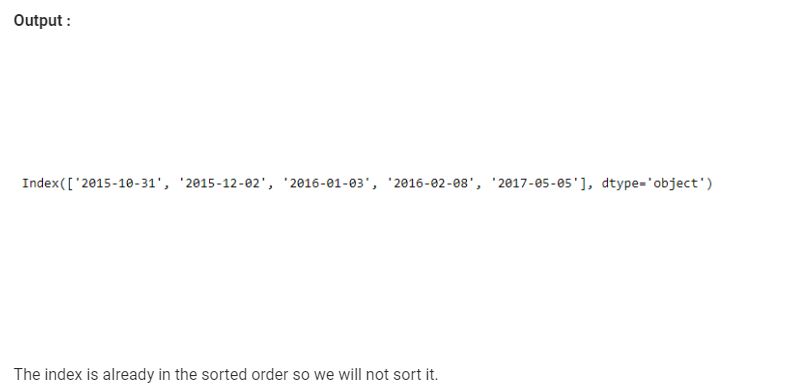 Output :
Index(['2015-10-31', '2015-12-02', '2016-01-03', '2016-02-08', '2017-05-05'], dtype='object')
The index is already in the sorted order so we will not sort it.